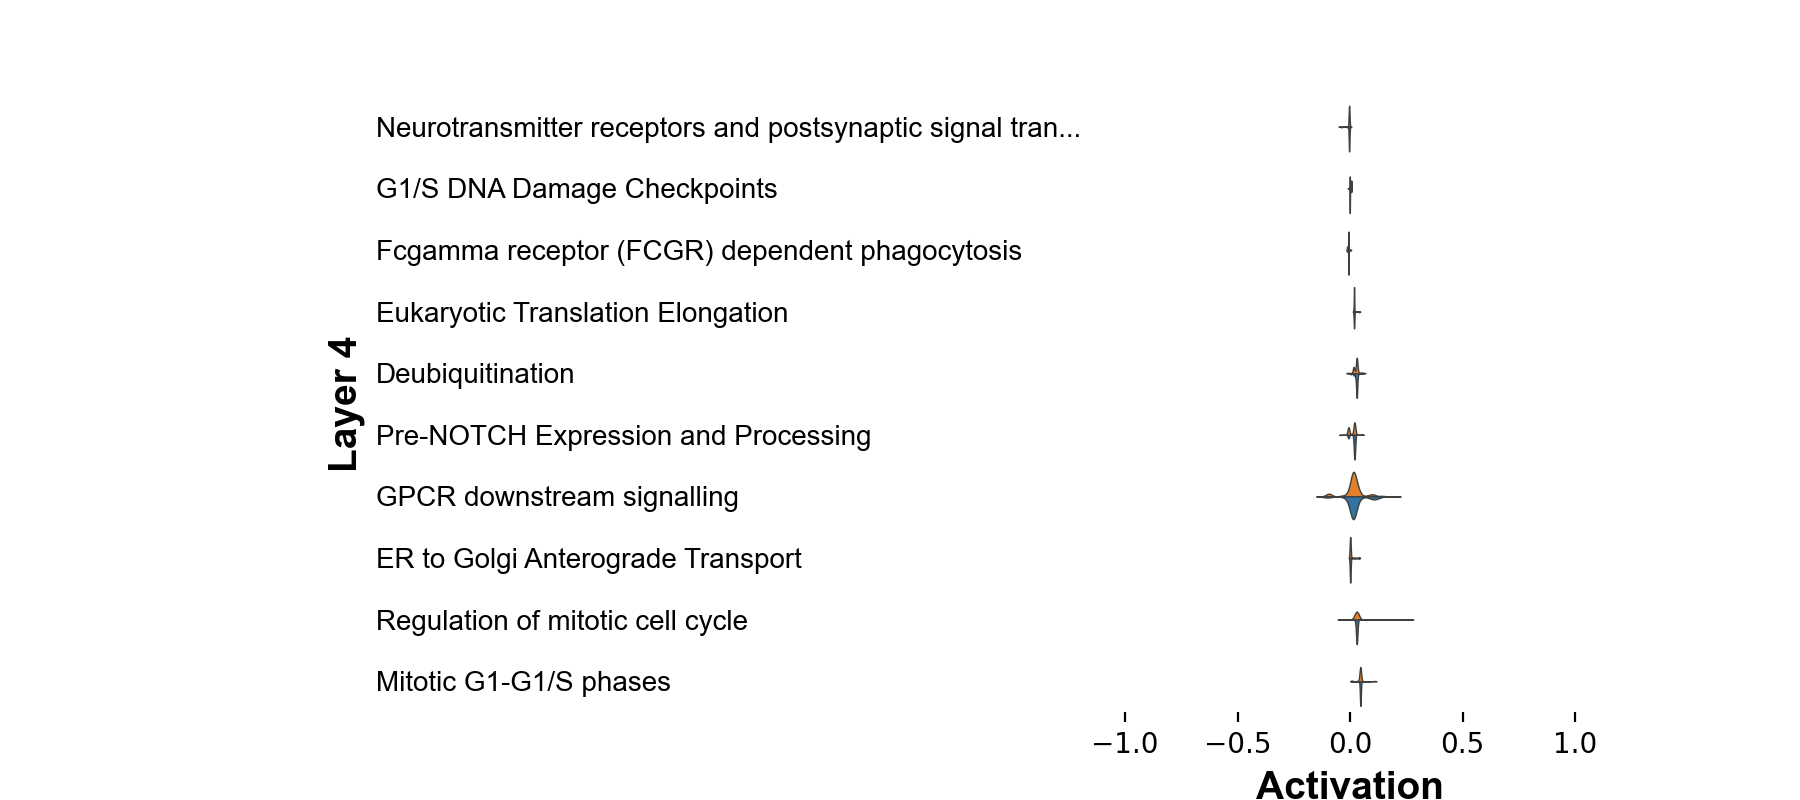 Neurotransmitter receptors and postsynaptic signal tran...
G1/S DNA Damage Checkpoints
Fcgamma receptor (FCGR) dependent phagocytosis
Eukaryotic Translation Elongation
Deubiquitination
Pre-NOTCH Expression and Processing
GPCR downstream signalling
ER to Golgi Anterograde Transport
Regulation of mitotic cell cycle
Mitotic G1-G1/S phases
Layer 4
−1.0 −0.5 0.0 0.5 1.0
Activation